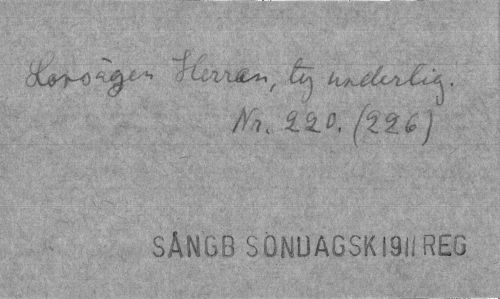 Lovsägen Herran, ty underlig.
Nr. 220. (226)
SÅNGB SÖNDAGSK 1911 REG